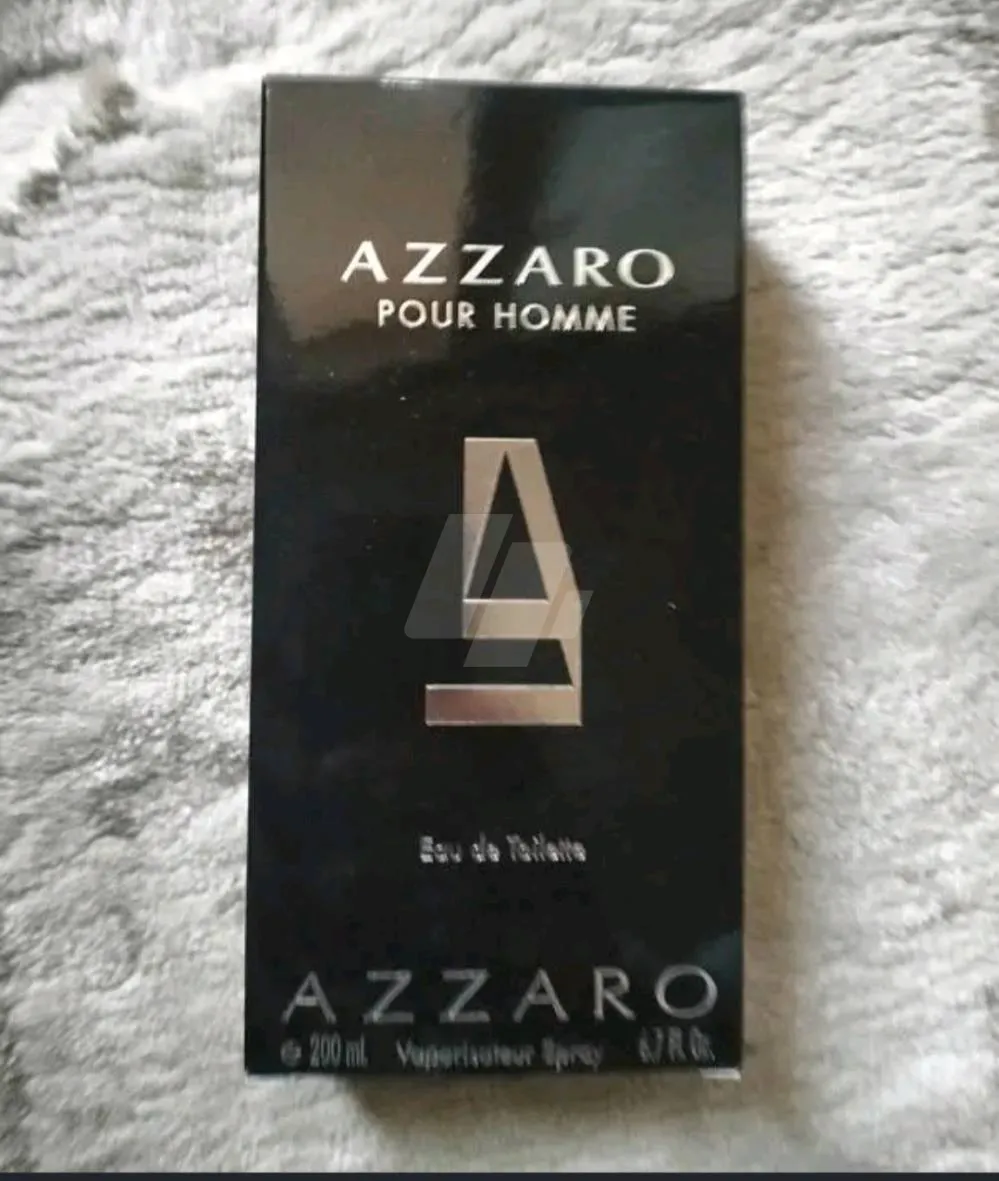 AZZARO
POUR HOMME
Eau de Toilette
AZZARO
e 200 ml Vaporisateur Spray 6.7 Fl. Oz.